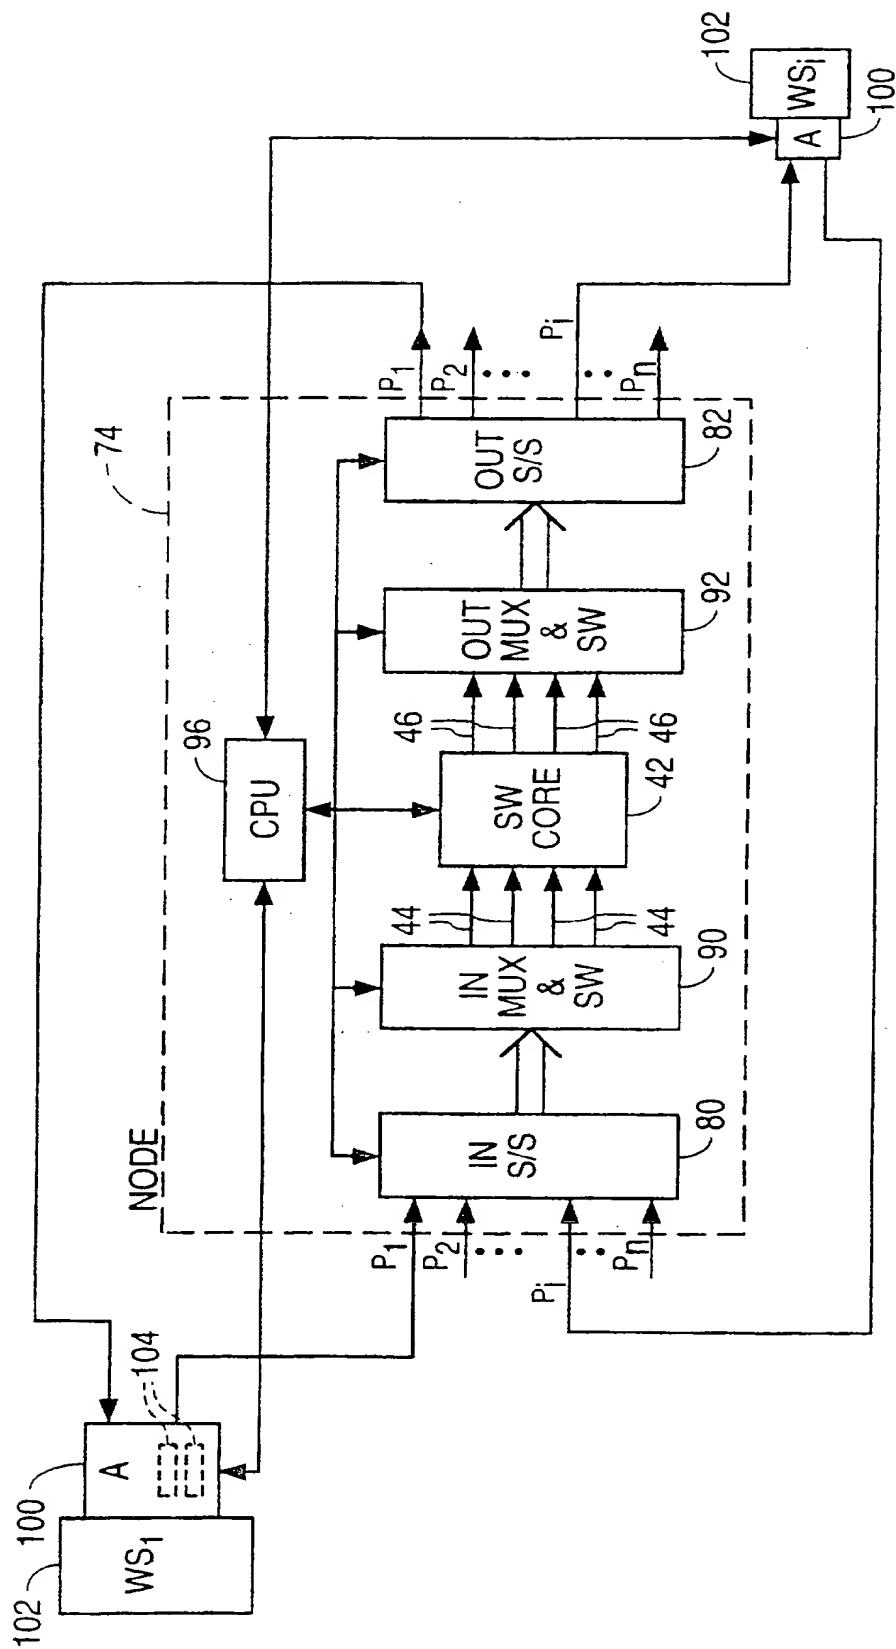 102
WS1
100
A
104
NODE
74
96
CPU
P1
P2
Pi
Pn
IN
S/S
80
IN
MUX
&
SW
90
44
44
SW
CORE
42
46
46
OUT
MUX
&
SW
92
OUT
S/S
82
P1
P2
Pi
Pn
102
WSi
A
100